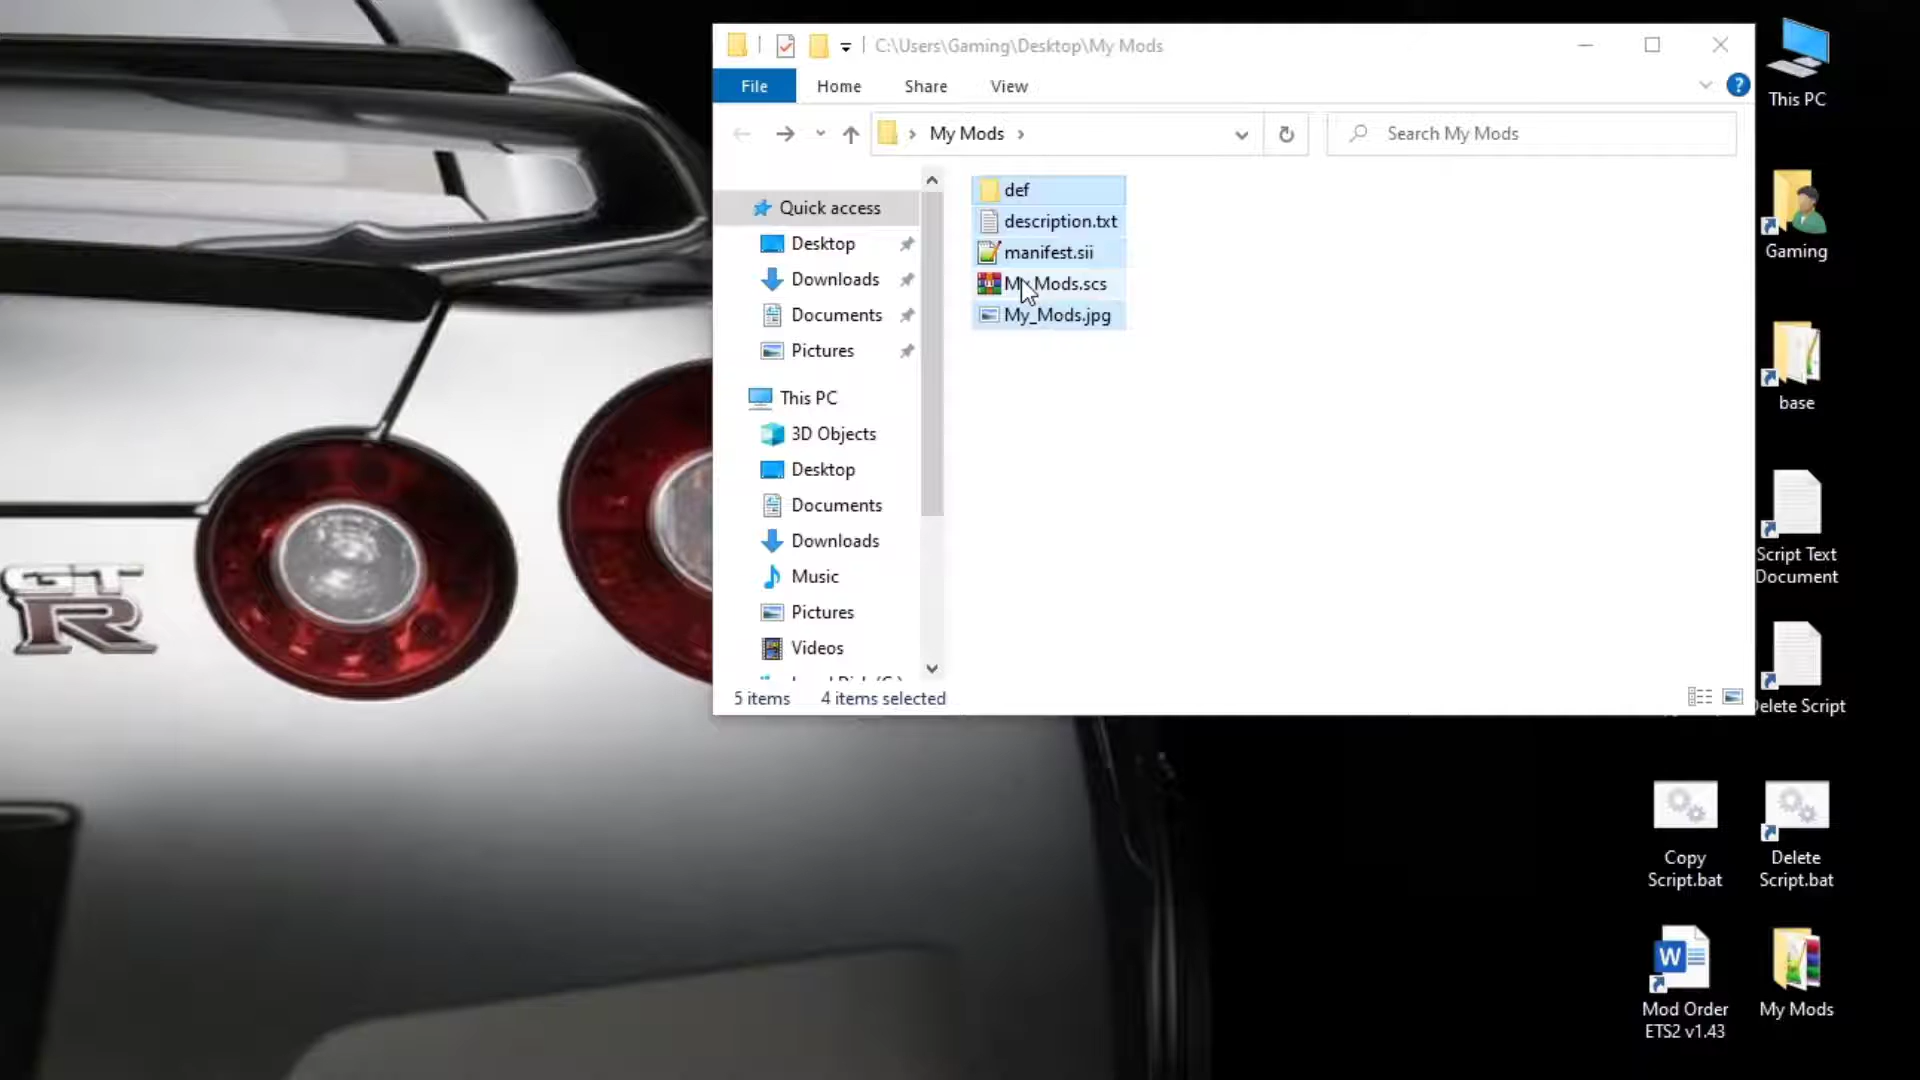 C:\Users\Gaming\Desktop\My Mods
File Home Share View
My Mods
Search My Mods
Quick access
Desktop
Downloads
Documents
Pictures
This PC
3D Objects
Desktop
Documents
Downloads
Music
Pictures
Videos
def
description.txt
manifest.sii
My Mods.scs
My_Mods.jpg
5 items 4 items selected
This PC
Gaming
base
Script Text
Document
Delete Script
Copy
Script.bat
Delete
Script.bat
W
Mod Order
ETS2 v1.43
My Mods
GT
R